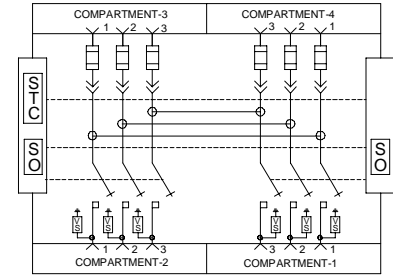 COMPARTMENT-3 COMPARTMENT-4
1 2 3 3 2 1
STC
SO SO
VS VS VS VS VS VS
1 2 3 3 2 1
COMPARTMENT-2 COMPARTMENT-1